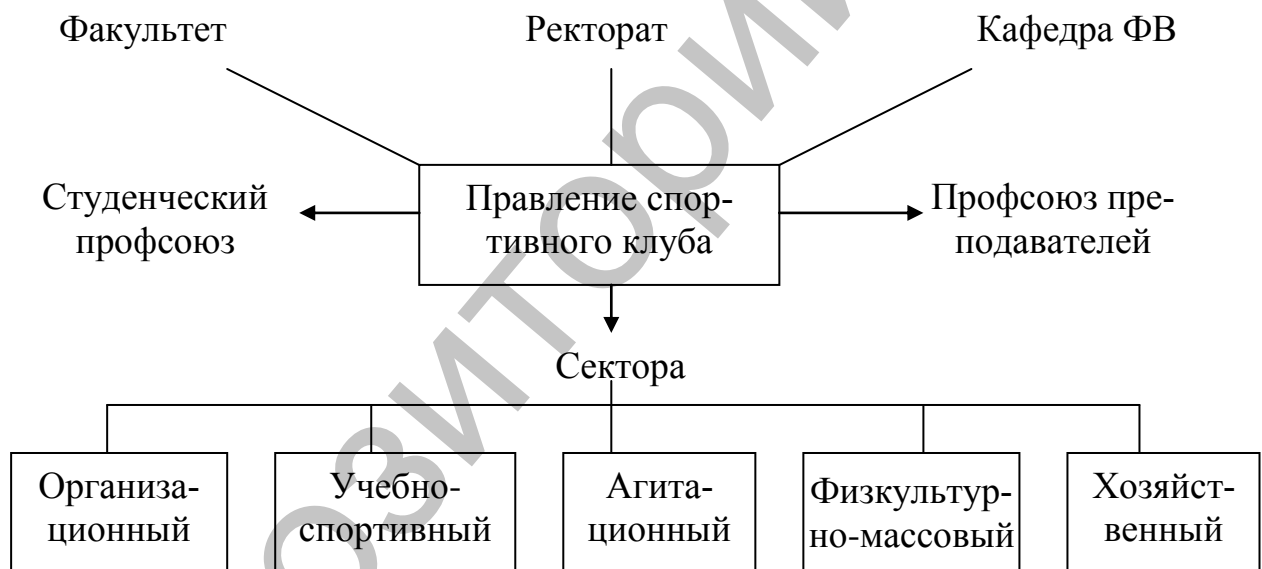 Факультет
Ректорат
Кафедра ФВ
Студенческий
профсоюз
Правление спор-
тивного клуба
Профсоюз пре-
подавателей
Сектора
Организа-
ционный
Учебно-
спортивный
Агита-
ционный
Физкультур-
но-массовый
Хозяйст-
венный
озитори